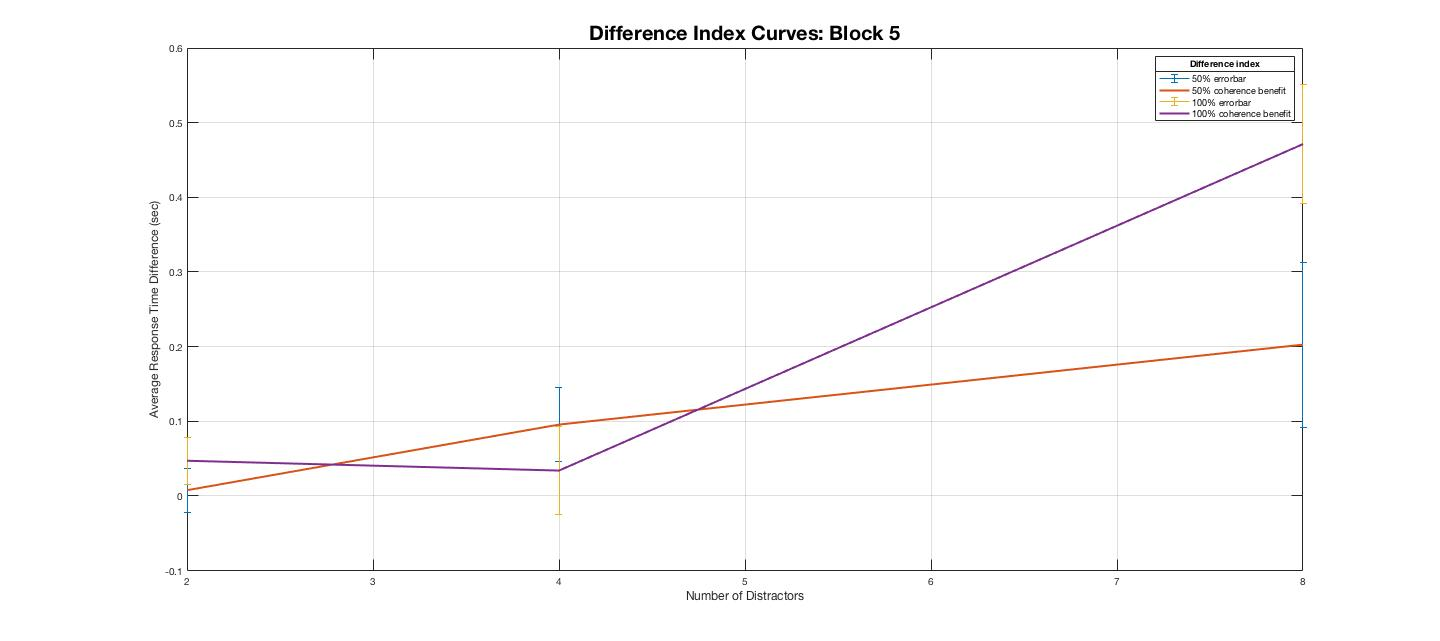 Difference Index Curves: Block 5
0.6
0.5
0.4
0.3
0.2
0.1
0
-0.1
Average Response Time Difference (sec)
Difference index
50% errorbar
50% coherence benefit
100% errorbar
100% coherence benefit
2 3 4 5 6 7 8
Number of Distractors